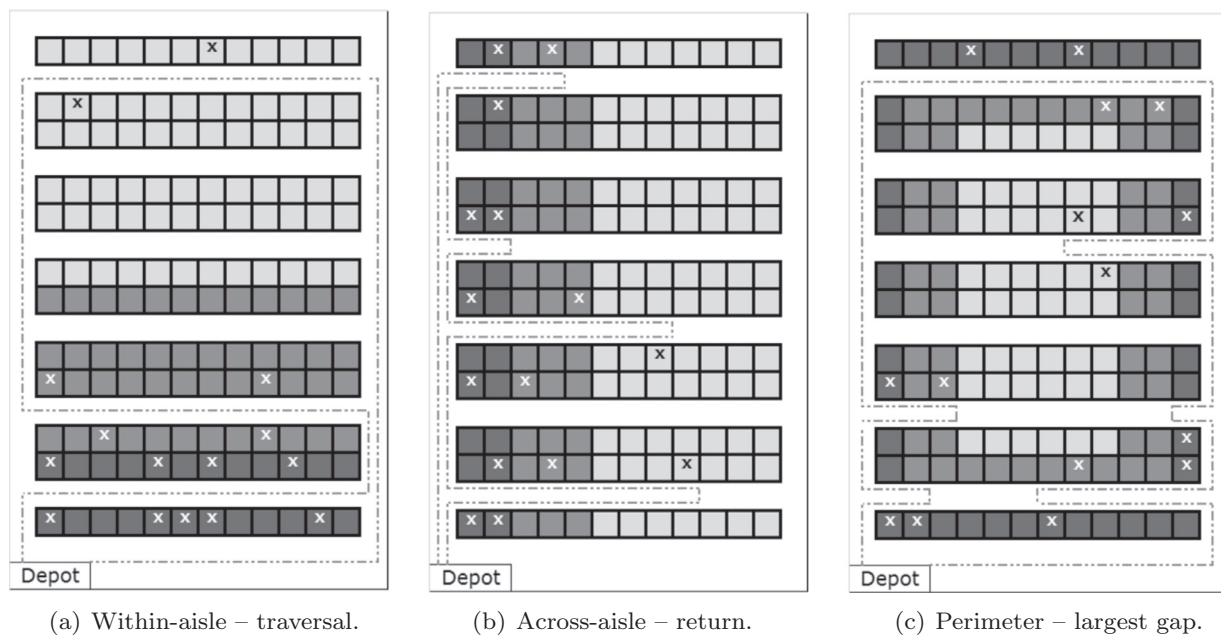 Depot
Depot
Depot
(a) Within-aisle – traversal.
(b) Across-aisle – return.
(c) Perimeter – largest gap.